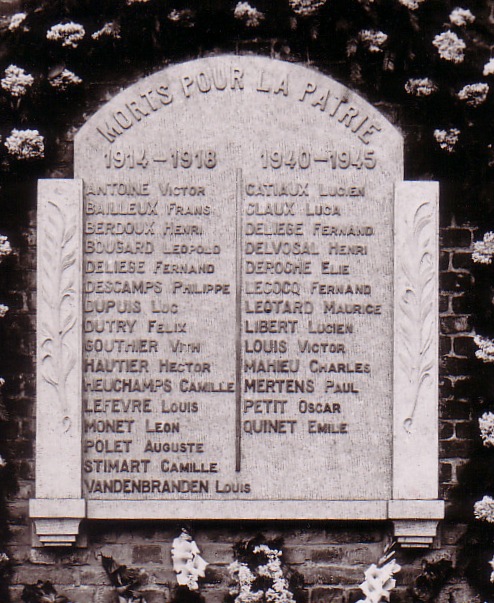 MORTS POUR LA PATRIE
1914-1918
ANTOINE VICTOR
BAILLEUX FRANS
BERDOUX HENRI
BOUGARD LEOPOLD
DELIEGE FERNAND
DESCAMPS PHILIPPE
DUPUIS LUC
DUTRY FELIX
GOUTHIER VITH
HAUTIER HECTOR
HEUCHAMPS CAMILLE
LEFEVRE LOUIS
MONET LEON
POLET AUGUSTE
STIMART CAMILLE
VANDENBRANDEN LOUIS
1940-1945
CATIAUX LUCIEN
CLAUX LUCA
DELIEGE FERNAND
DELVOSAL HENRI
DEPOCHE ELIE
LECOCQ FERNAND
LEOTARD MAURICE
LIBERT LUCIEN
LOUIS VICTOR
MAHIEU CHARLES
MERTENS PAUL
PETIT OSCAR
QUINET EMILE